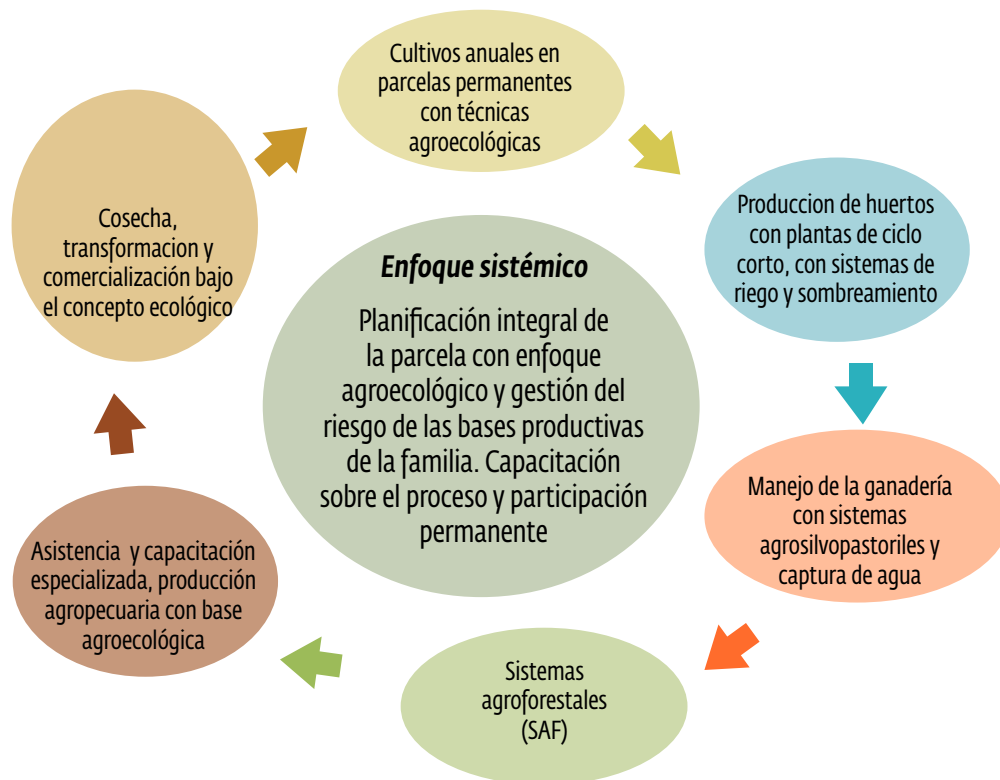 Cultivos anuales en
parcelas permanentes
con técnicas
agroecológicas
Produccion de huertos
con plantas de ciclo
corto, con sistemas de
riego y sombreamiento
Manejo de la ganadería
con sistemas
agrosilvopastoriles y
captura de agua
Sistemas
agroforestales
(SAF)
Asistencia y capacitación
especializada, producción
agropecuaria con base
agroecológica
Cosecha,
transformacion y
comercialización bajo
el concepto ecológico
Enfoque sistémico
Planificación integral de
la parcela con enfoque
agroecológico y gestión del
riesgo de las bases productivas
de la familia. Capacitación
sobre el proceso y participación
permanente